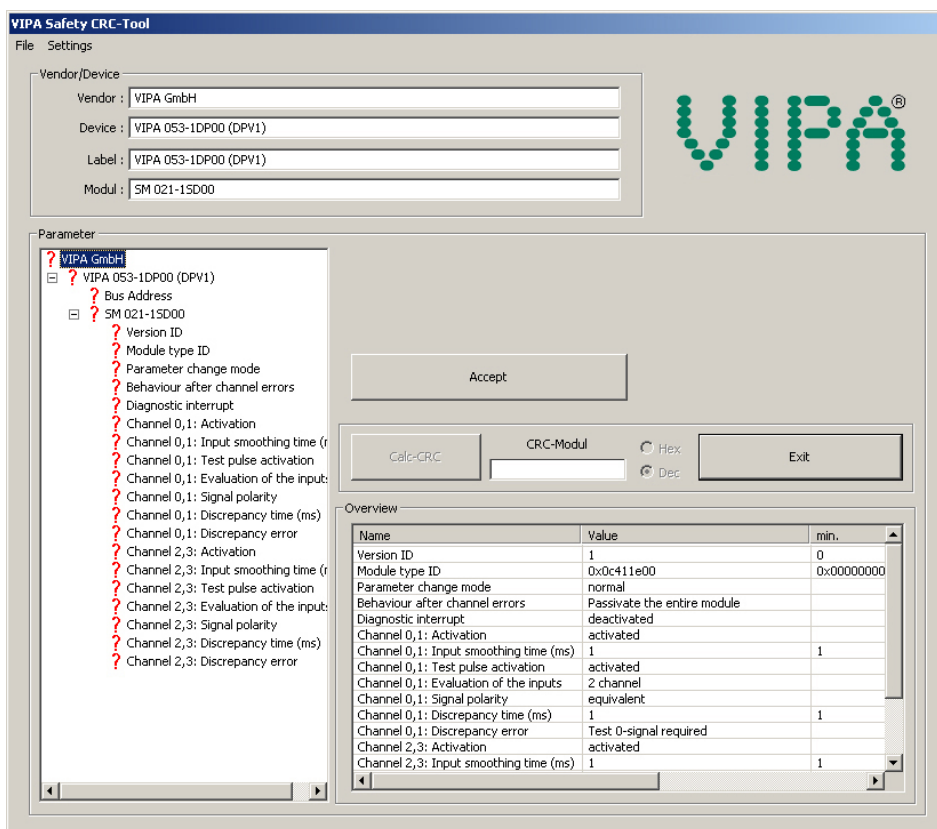 VIPA Safety CRC-Tool
File Settings
Vendor/Device
Vendor : VIPA GmbH
Device : VIPA 053-1DP00 (DPV1)
Label : VIPA 053-1DP00 (DPV1)
Modul : SM 021-1SD00
VIPA®
Parameter
? VIPA GmbH
? VIPA 053-1DP00 (DPV1)
? Bus Address
? SM 021-1SD00
? Version ID
? Module type ID
? Parameter change mode
? Behaviour after channel errors
? Diagnostic interrupt
? Channel 0,1: Activation
? Channel 0,1: Input smoothing time (r
? Channel 0,1: Test pulse activation
? Channel 0,1: Evaluation of the input:
? Channel 0,1: Signal polarity
? Channel 0,1: Discrepancy time (ms)
? Channel 0,1: Discrepancy error
? Channel 2,3: Activation
? Channel 2,3: Input smoothing time (r
? Channel 2,3: Test pulse activation
? Channel 2,3: Evaluation of the input:
? Channel 2,3: Signal polarity
? Channel 2,3: Discrepancy time (ms)
? Channel 2,3: Discrepancy error
Accept
Calc-CRC
CRC-Modul
Hex
Dec
Exit
Overview
Name Value min.
Version ID 1 0
Module type ID 0x0c411e00 0x00000000
Parameter change mode normal
Behaviour after channel errors Passivate the entire module
Diagnostic interrupt deactivated
Channel 0,1: Activation activated
Channel 0,1: Input smoothing time (ms) 1 1
Channel 0,1: Test pulse activation activated
Channel 0,1: Evaluation of the inputs 2 channel
Channel 0,1: Signal polarity equivalent
Channel 0,1: Discrepancy time (ms) 1 1
Channel 0,1: Discrepancy error Test 0-signal required
Channel 2,3: Activation activated
Channel 2,3: Input smoothing time (ms) 1 1